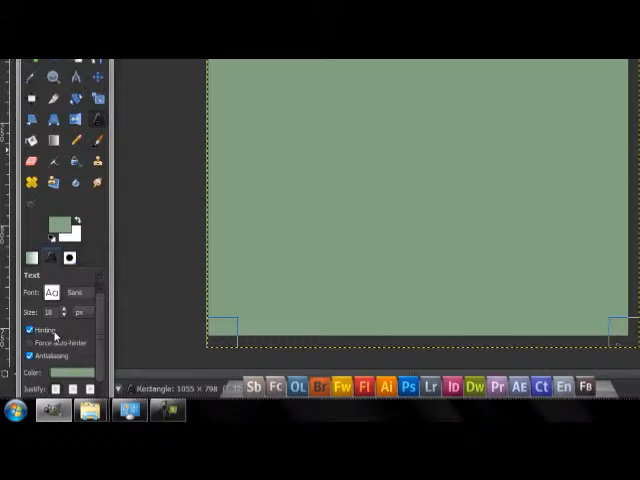 Text
Font: Aa Sans
Size: 18 px
Hinting
Force auto-hinter
Antialiasing
Color:
Justify:
Rectangle: 1055 × 798
Sb Fc OL Br Fw Fl Ai Ps Lr Id Dw Pr AE Ct En FB